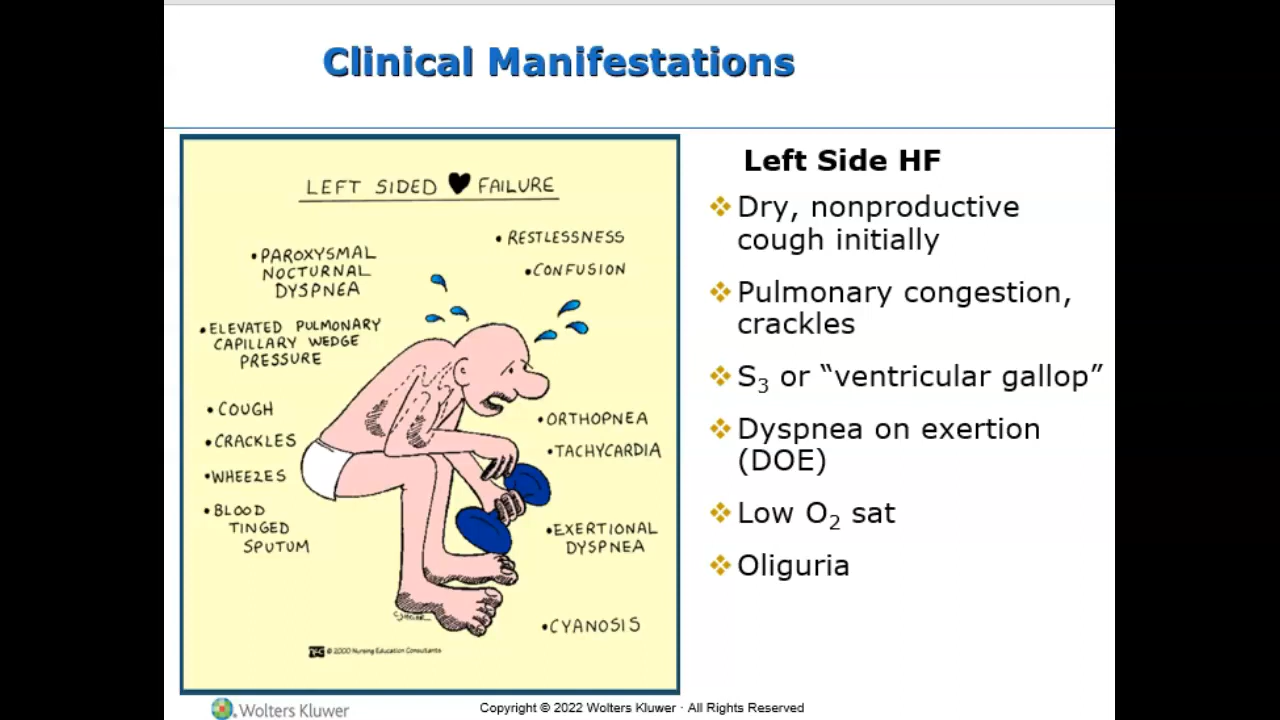 Clinical Manifestations
LEFT SIDED FAILURE
• RESTLESSNESS
• CONFUSION
• PAROXYSMAL
NOCTURNAL
DYSPNEA
• ELEVATED PULMONARY
CAPILLARY WEDGE
PRESSURE
• COUGH
• CRACKLES
• WHEEZES
• BLOOD
TINGED
SPUTUM
• ORTHOPNEA
• TACHYCARDIA
• EXERTIONAL
DYSPNEA
• CYANOSIS
© 2000 Nursing Education Consultants
Left Side HF
Dry, nonproductive
cough initially
Pulmonary congestion,
crackles
S₃ or “ventricular gallop”
Dyspnea on exertion
(DOE)
Low O₂ sat
Oliguria
Wolters Kluwer
Copyright © 2022 Wolters Kluwer · All Rights Reserved